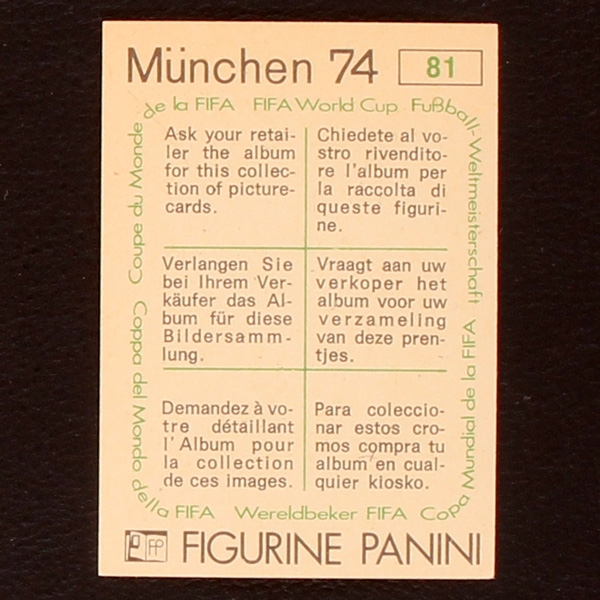 München 74
81
Coupe du Monde de la FIFA
FIFA World Cup
Fußball-Weltmeisterschaft
Ask your retai-
ler the album
for this collec-
tion of picture-
cards.
Chiedete al vo-
stro rivendito-
re l'album per
la raccolta di
queste figuri-
ne.
Verlangen Sie
bei Ihrem Ver-
käufer das Al-
bum für diese
Bildersamm-
lung.
Vraagt aan uw
verkoper het
album voor uw
verzameling
van deze pren-
tjes.
Demandez à vo-
tre détaillant
l'Album pour
la collection
de ces images.
Para coleccio-
nar estos cro-
mos compra tu
album en cual-
quier kiosko.
Coppa del Mondo della FIFA
Wereldbeker FIFA
Copa Mundial de la FIFA
FP
FIGURINE PANINI